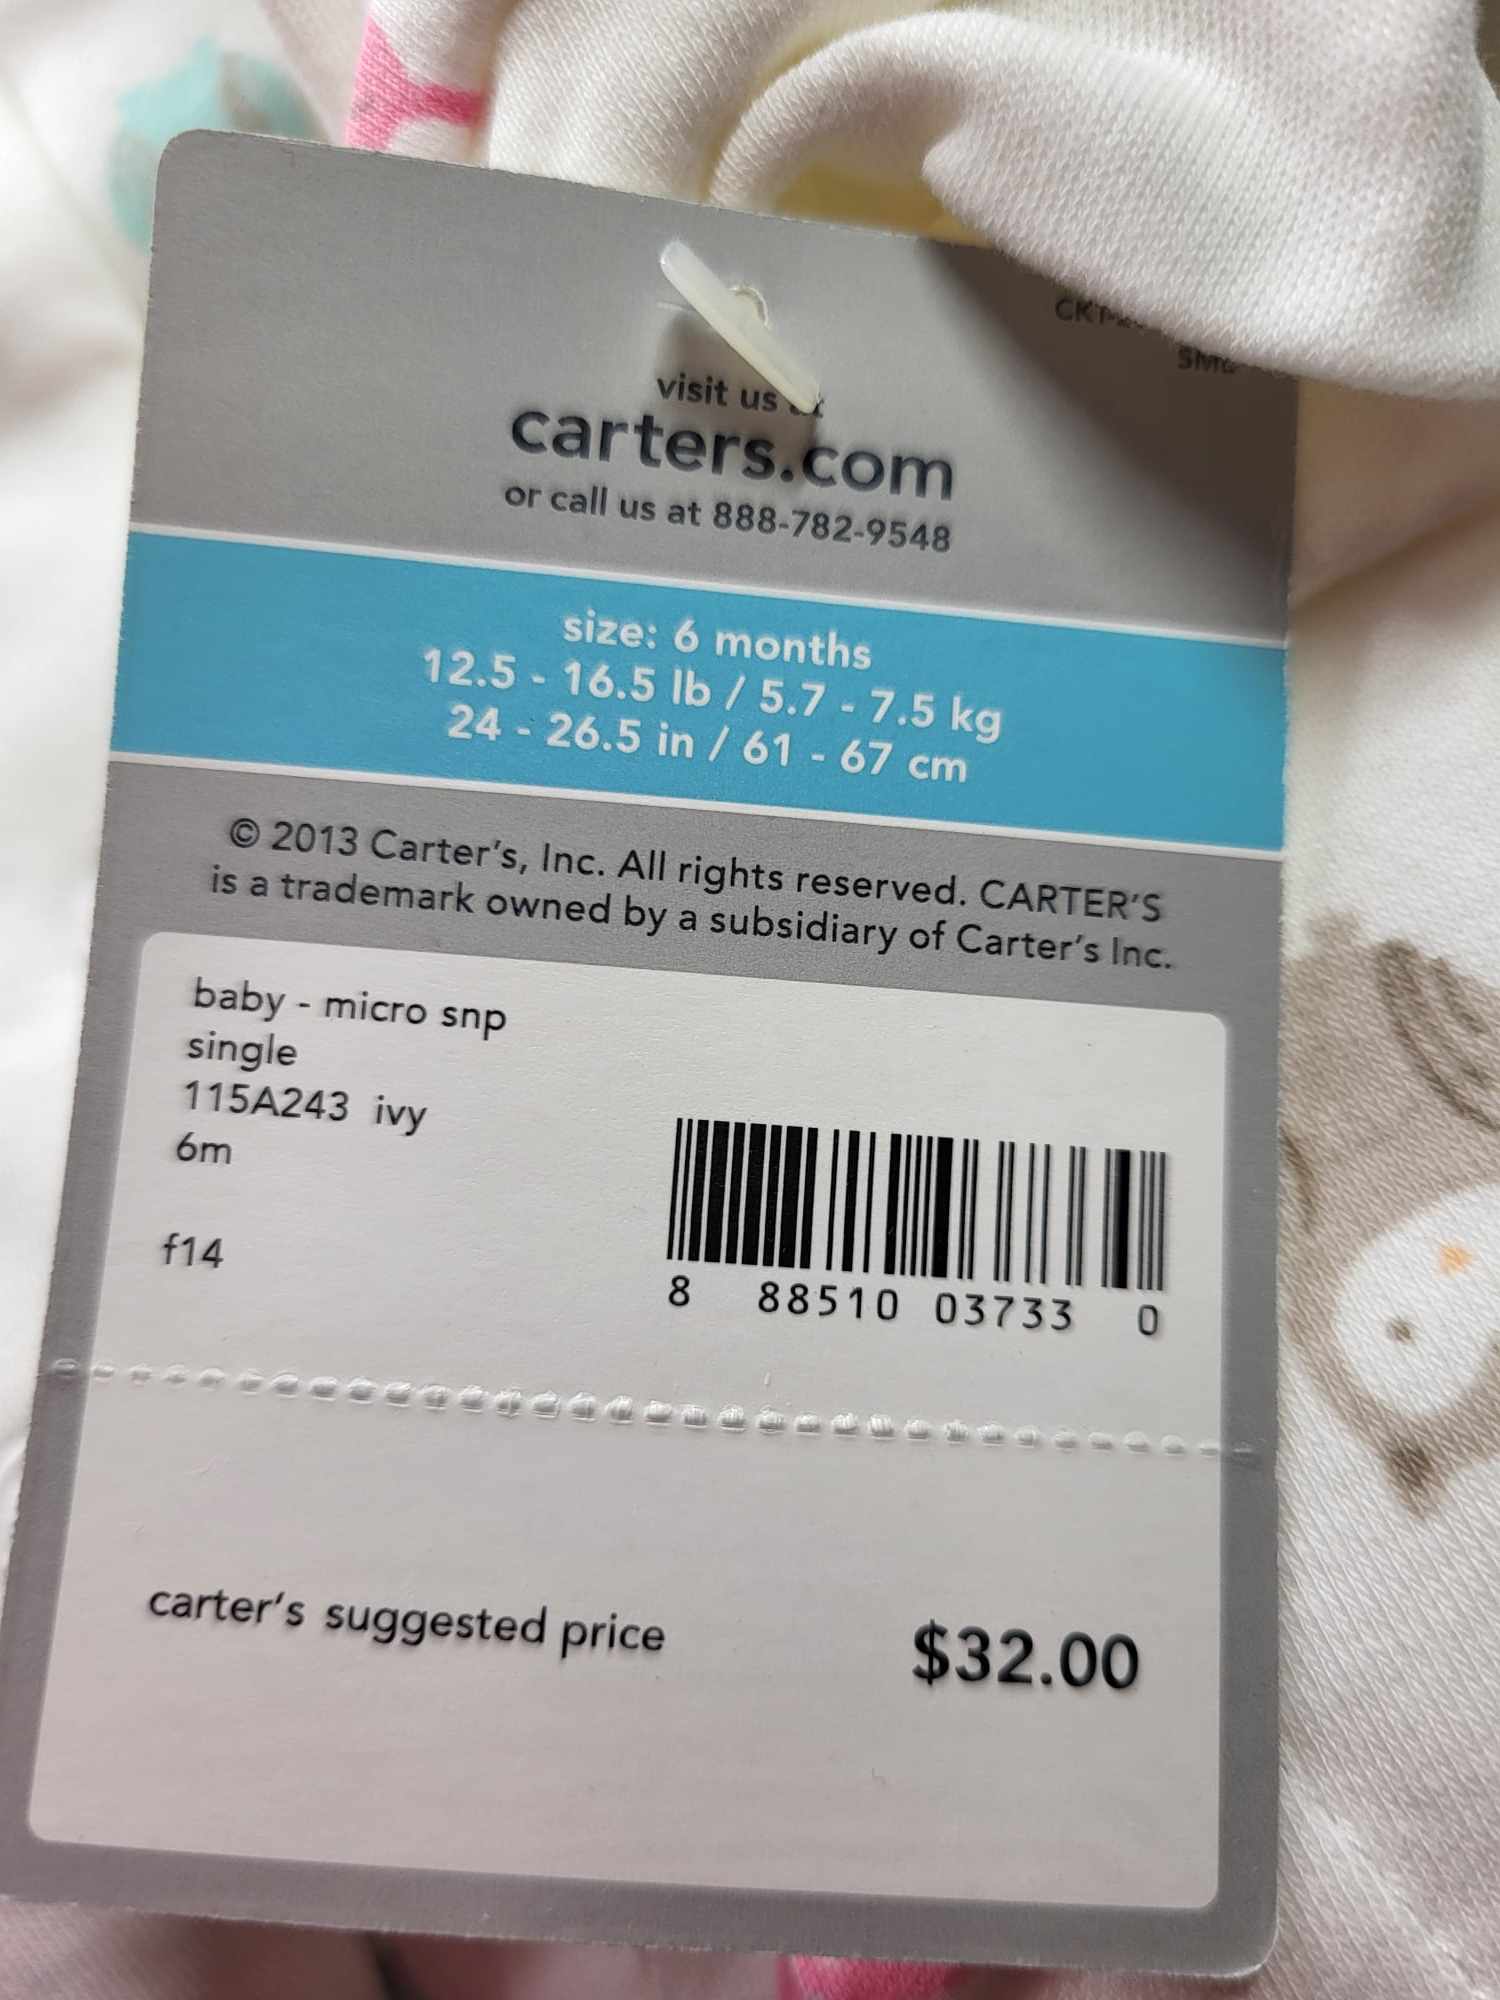 visit us at
carters.com
or call us at 888-782-9548
size: 6 months
12.5 - 16.5 lb / 5.7 - 7.5 kg
24 - 26.5 in / 61 - 67 cm
© 2013 Carter's, Inc. All rights reserved. CARTER'S
is a trademark owned by a subsidiary of Carter's Inc.
baby - micro snp
single
115A243 ivy
6m
f14
8 88510 03733 0
carter's suggested price $32.00